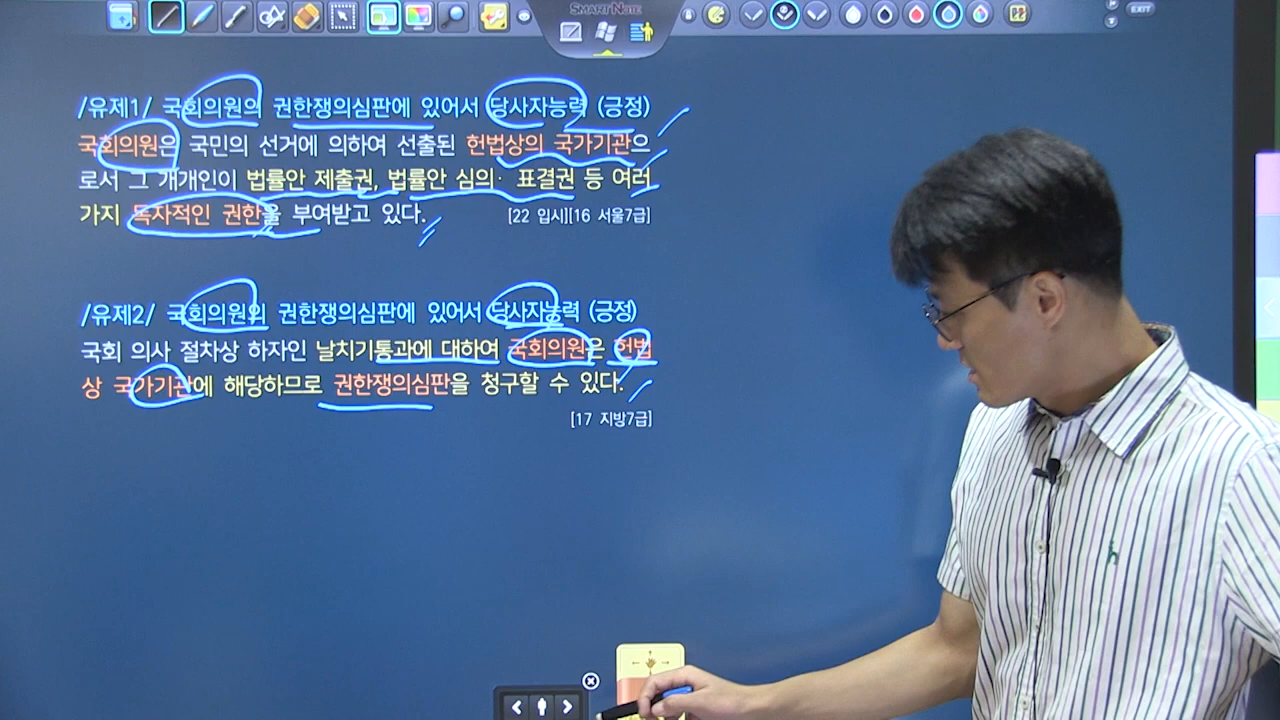 SMART NOTE
EXIT
/유제1/ 국회의원의 권한쟁의심판에 있어서 당사자능력 (긍정)
국회의원은 국민의 선거에 의하여 선출된 헌법상의 국가기관으
로서 그 개개인이 법률안 제출권, 법률안 심의· 표결권 등 여러
가지 독자적인 권한을 부여받고 있다. [22 입시][16 서울7급]
/유제2/ 국회의원의 권한쟁의심판에 있어서 당사자능력 (긍정)
국회 의사 절차상 하자인 날치기통과에 대하여 국회의원은 헌법
상 국가기관에 해당하므로 권한쟁의심판을 청구할 수 있다.
[17 지방7급]